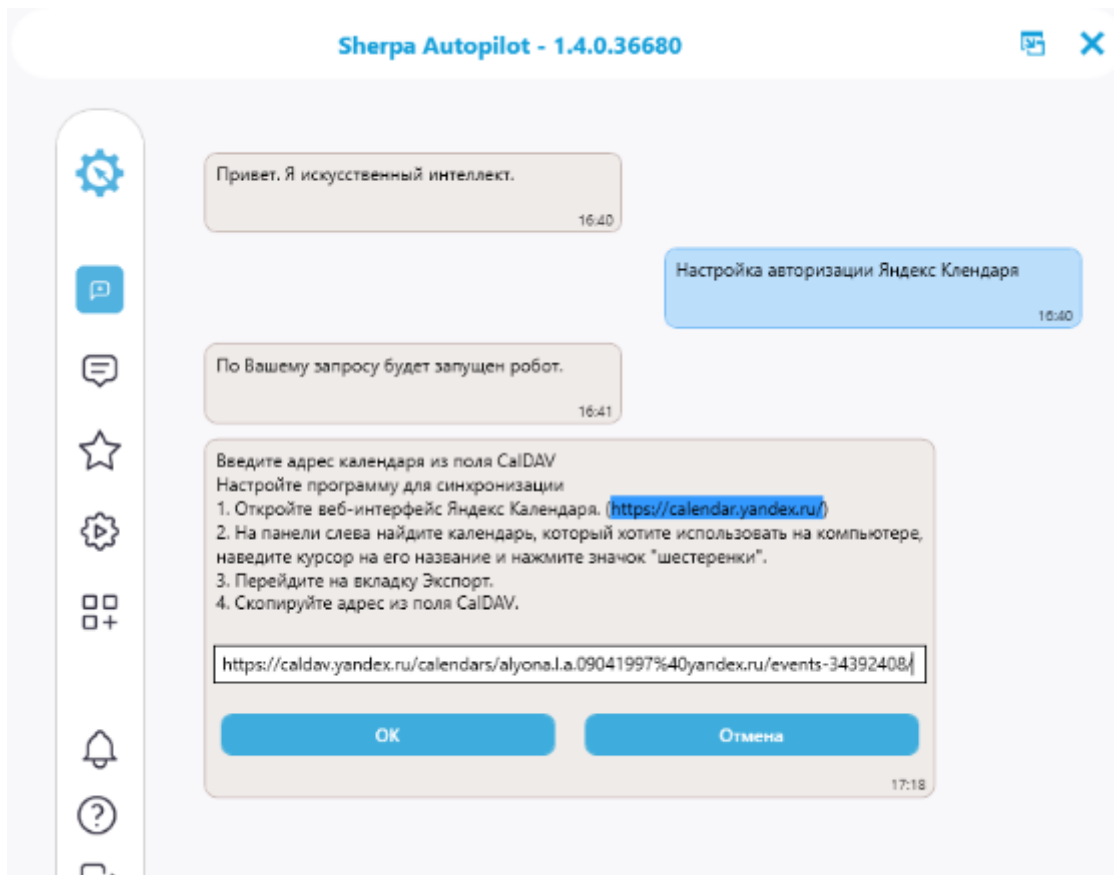 Sherpa Autopilot - 1.4.0.36680
Привет. Я искусственный интеллект.
16:40
Настройка авторизации Яндекс Клендаря
16:40
По Вашему запросу будет запущен робот.
16:41
Введите адрес календаря из поля CalDAV
Настройте программу для синхронизации
1. Откройте веб-интерфейс Яндекс Календаря. (https://calendar.yandex.ru/)
2. На панели слева найдите календарь, который хотите использовать на компьютере,
наведите курсор на его название и нажмите значок "шестеренки".
3. Перейдите на вкладку Экспорт.
4. Скопируйте адрес из поля CalDAV.
https://caldav.yandex.ru/calendars/alyona.l.a.09041997%40yandex.ru/events-34392408/
ОК
Отмена
17:18